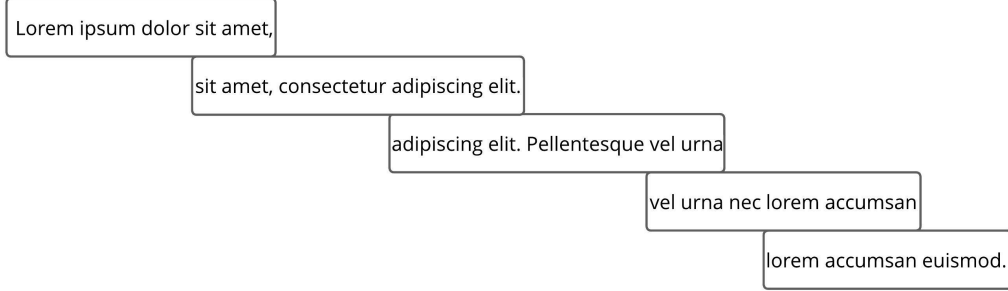 Lorem ipsum dolor sit amet,
sit amet, consectetur adipiscing elit.
adipiscing elit. Pellentesque vel urna
vel urna nec lorem accumsan
lorem accumsan euismod.